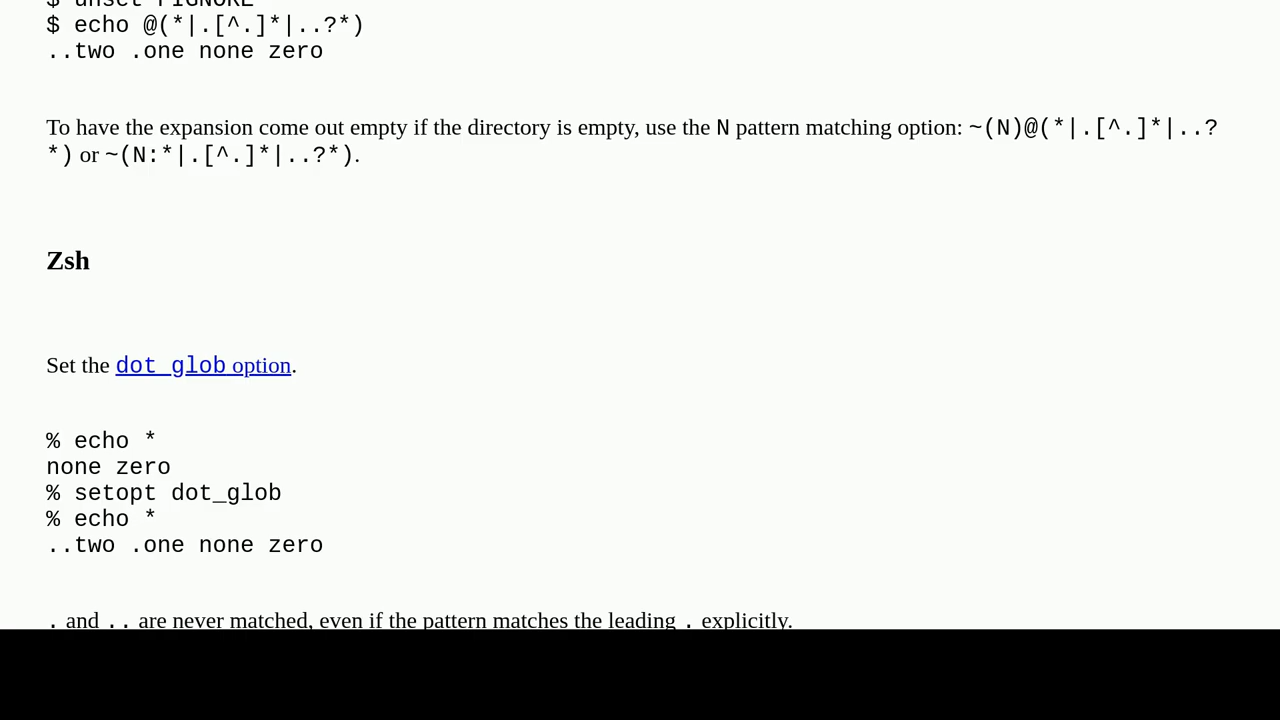 $ unset FIGNORE
$ echo @(*|.[^.]*|..?*)
..two .one none zero
To have the expansion come out empty if the directory is empty, use the N pattern matching option: ~(N)@(*|.[^.]*|..?
*) or ~(N:*|.[^.]*|..?*).
Zsh
Set the dot_glob option.
% echo *
none zero
% setopt dot_glob
% echo *
..two .one none zero
. and .. are never matched, even if the pattern matches the leading . explicitly.